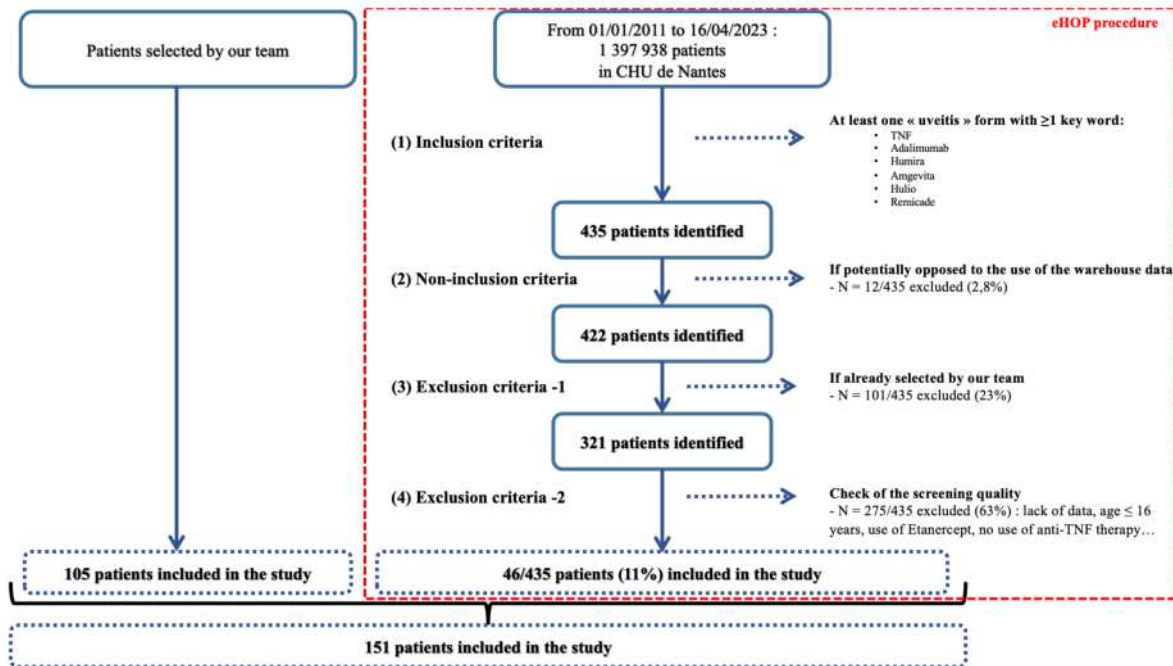 eHOP procedure
Patients selected by our team
From 01/01/2011 to 16/04/2023 :
1 397 938 patients
in CHU de Nantes
(1) Inclusion criteria
At least one « uveitis » form with ≥1 key word:
• TNF
• Adalimumab
• Humira
• Amgevita
• Hulio
• Remicade
435 patients identified
(2) Non-inclusion criteria
If potentially opposed to the use of the warehouse data
- N = 12/435 excluded (2,8%)
422 patients identified
(3) Exclusion criteria -1
If already selected by our team
- N = 101/435 excluded (23%)
321 patients identified
(4) Exclusion criteria -2
Check of the screening quality
- N = 275/435 excluded (63%) : lack of data, age ≤ 16
years, use of Etanercept, no use of anti-TNF therapy…
105 patients included in the study
46/435 patients (11%) included in the study
151 patients included in the study